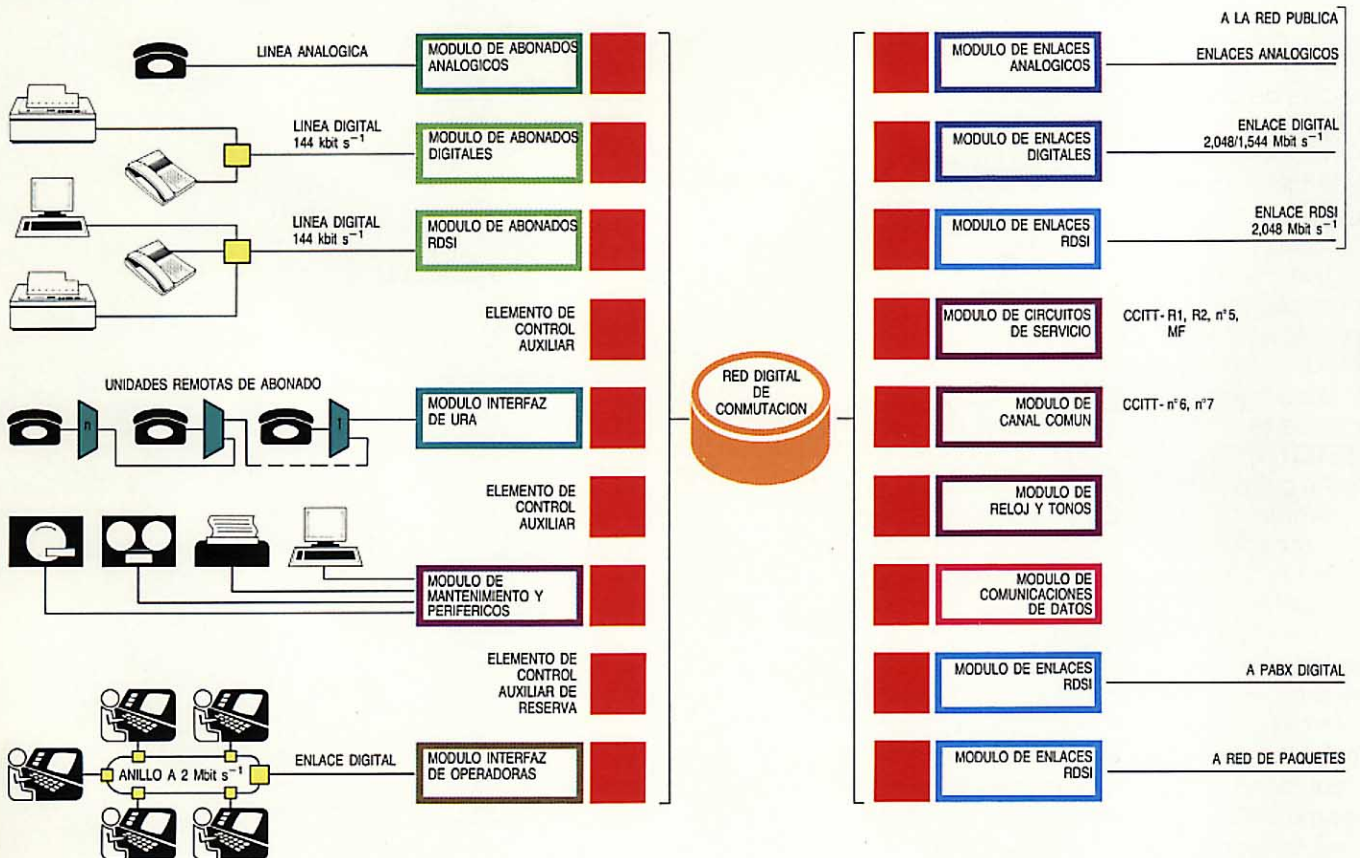 LINEA ANALOGICA
MODULO DE ABONADOS
ANALOGICOS
LINEA DIGITAL
144 kbit s⁻¹
MODULO DE ABONADOS
DIGITALES
LINEA DIGITAL
144 kbit s⁻¹
MODULO DE ABONADOS
RDSI
ELEMENTO DE
CONTROL
AUXILIAR
UNIDADES REMOTAS DE ABONADO
n
1
MODULO INTERFAZ
DE URA
ELEMENTO DE
CONTROL
AUXILIAR
MODULO DE
MANTENIMIENTO Y
PERIFERICOS
ELEMENTO DE
CONTROL
AUXILIAR DE
RESERVA
ANILLO A 2 Mbit s⁻¹
ENLACE DIGITAL
MODULO INTERFAZ
DE OPERADORAS
RED DIGITAL
DE
CONMUTACION
A LA RED PUBLICA
MODULO DE ENLACES
ANALOGICOS
ENLACES ANALOGICOS
MODULO DE ENLACES
DIGITALES
ENLACE DIGITAL
2,048/1,544 Mbit s⁻¹
MODULO DE ENLACES
RDSI
ENLACE RDSI
2,048 Mbit s⁻¹
MODULO DE CIRCUITOS
DE SERVICIO
CCITT-R1, R2, n°5,
MF
MODULO DE
CANAL COMUN
CCITT-n°6, n°7
MODULO DE
RELOJ Y TONOS
MODULO DE
COMUNICACIONES
DE DATOS
MODULO DE ENLACES
RDSI
A PABX DIGITAL
MODULO DE ENLACES
RDSI
A RED DE PAQUETES